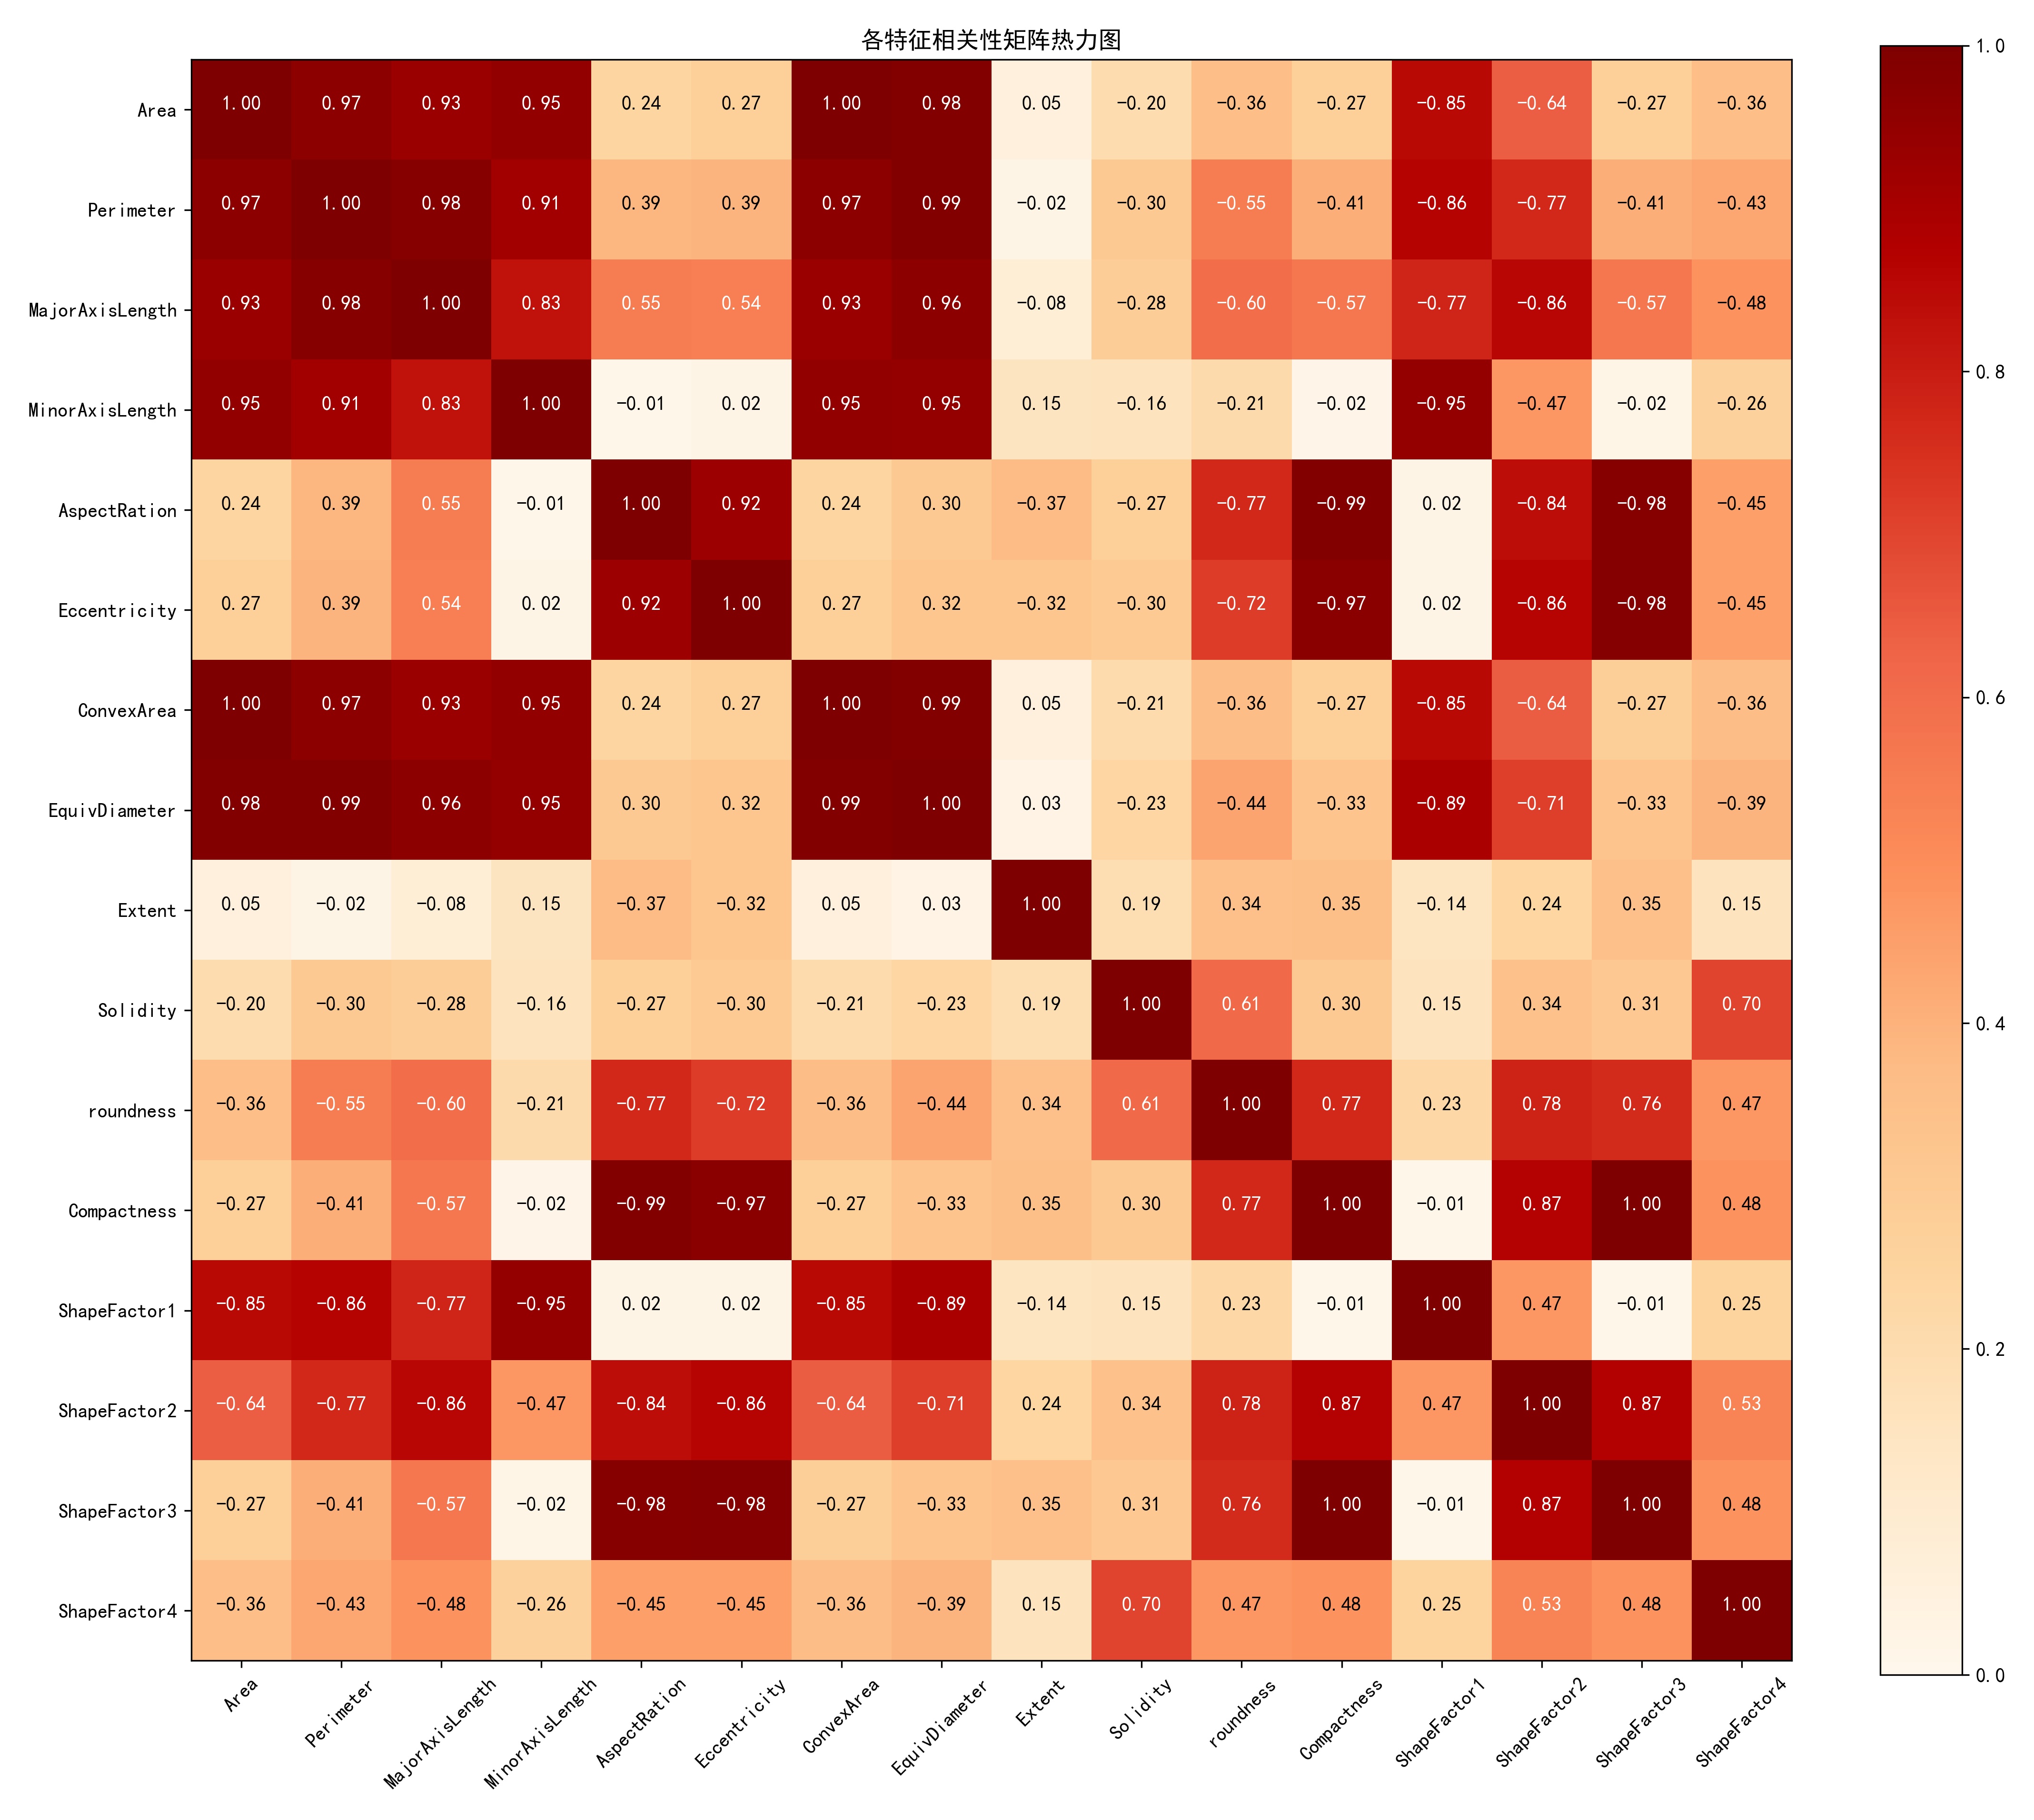 各特征相关性矩阵热力图
Area 1.00 0.97 0.93 0.95 0.24 0.27 1.00 0.98 0.05 −0.20 −0.36 −0.27 −0.85 −0.64 −0.27 −0.36
Perimeter 0.97 1.00 0.98 0.91 0.39 0.39 0.97 0.99 −0.02 −0.30 −0.55 −0.41 −0.86 −0.77 −0.41 −0.43
MajorAxisLength 0.93 0.98 1.00 0.83 0.55 0.54 0.93 0.96 −0.08 −0.28 −0.60 −0.57 −0.77 −0.86 −0.57 −0.48
MinorAxisLength 0.95 0.91 0.83 1.00 −0.01 0.02 0.95 0.95 0.15 −0.16 −0.21 −0.02 −0.95 −0.47 −0.02 −0.26
AspectRation 0.24 0.39 0.55 −0.01 1.00 0.92 0.24 0.30 −0.37 −0.27 −0.77 −0.99 0.02 −0.84 −0.98 −0.45
Eccentricity 0.27 0.39 0.54 0.02 0.92 1.00 0.27 0.32 −0.32 −0.30 −0.72 −0.97 0.02 −0.86 −0.98 −0.45
ConvexArea 1.00 0.97 0.93 0.95 0.24 0.27 1.00 0.99 0.05 −0.21 −0.36 −0.27 −0.85 −0.64 −0.27 −0.36
EquivDiameter 0.98 0.99 0.96 0.95 0.30 0.32 0.99 1.00 0.03 −0.23 −0.44 −0.33 −0.89 −0.71 −0.33 −0.39
Extent 0.05 −0.02 −0.08 0.15 −0.37 −0.32 0.05 0.03 1.00 0.19 0.34 0.35 −0.14 0.24 0.35 0.15
Solidity −0.20 −0.30 −0.28 −0.16 −0.27 −0.30 −0.21 −0.23 0.19 1.00 0.61 0.30 0.15 0.34 0.31 0.70
roundness −0.36 −0.55 −0.60 −0.21 −0.77 −0.72 −0.36 −0.44 0.34 0.61 1.00 0.77 0.23 0.78 0.76 0.47
Compactness −0.27 −0.41 −0.57 −0.02 −0.99 −0.97 −0.27 −0.33 0.35 0.30 0.77 1.00 −0.01 0.87 1.00 0.48
ShapeFactor1 −0.85 −0.86 −0.77 −0.95 0.02 0.02 −0.85 −0.89 −0.14 0.15 0.23 −0.01 1.00 0.47 −0.01 0.25
ShapeFactor2 −0.64 −0.77 −0.86 −0.47 −0.84 −0.86 −0.64 −0.71 0.24 0.34 0.78 0.87 0.47 1.00 0.87 0.53
ShapeFactor3 −0.27 −0.41 −0.57 −0.02 −0.98 −0.98 −0.27 −0.33 0.35 0.31 0.76 1.00 −0.01 0.87 1.00 0.48
ShapeFactor4 −0.36 −0.43 −0.48 −0.26 −0.45 −0.45 −0.36 −0.39 0.15 0.70 0.47 0.48 0.25 0.53 0.48 1.00
Area Perimeter MajorAxisLength MinorAxisLength AspectRation Eccentricity ConvexArea EquivDiameter Extent Solidity roundness Compactness ShapeFactor1 ShapeFactor2 ShapeFactor3 ShapeFactor4
1.0
0.8
0.6
0.4
0.2
0.0